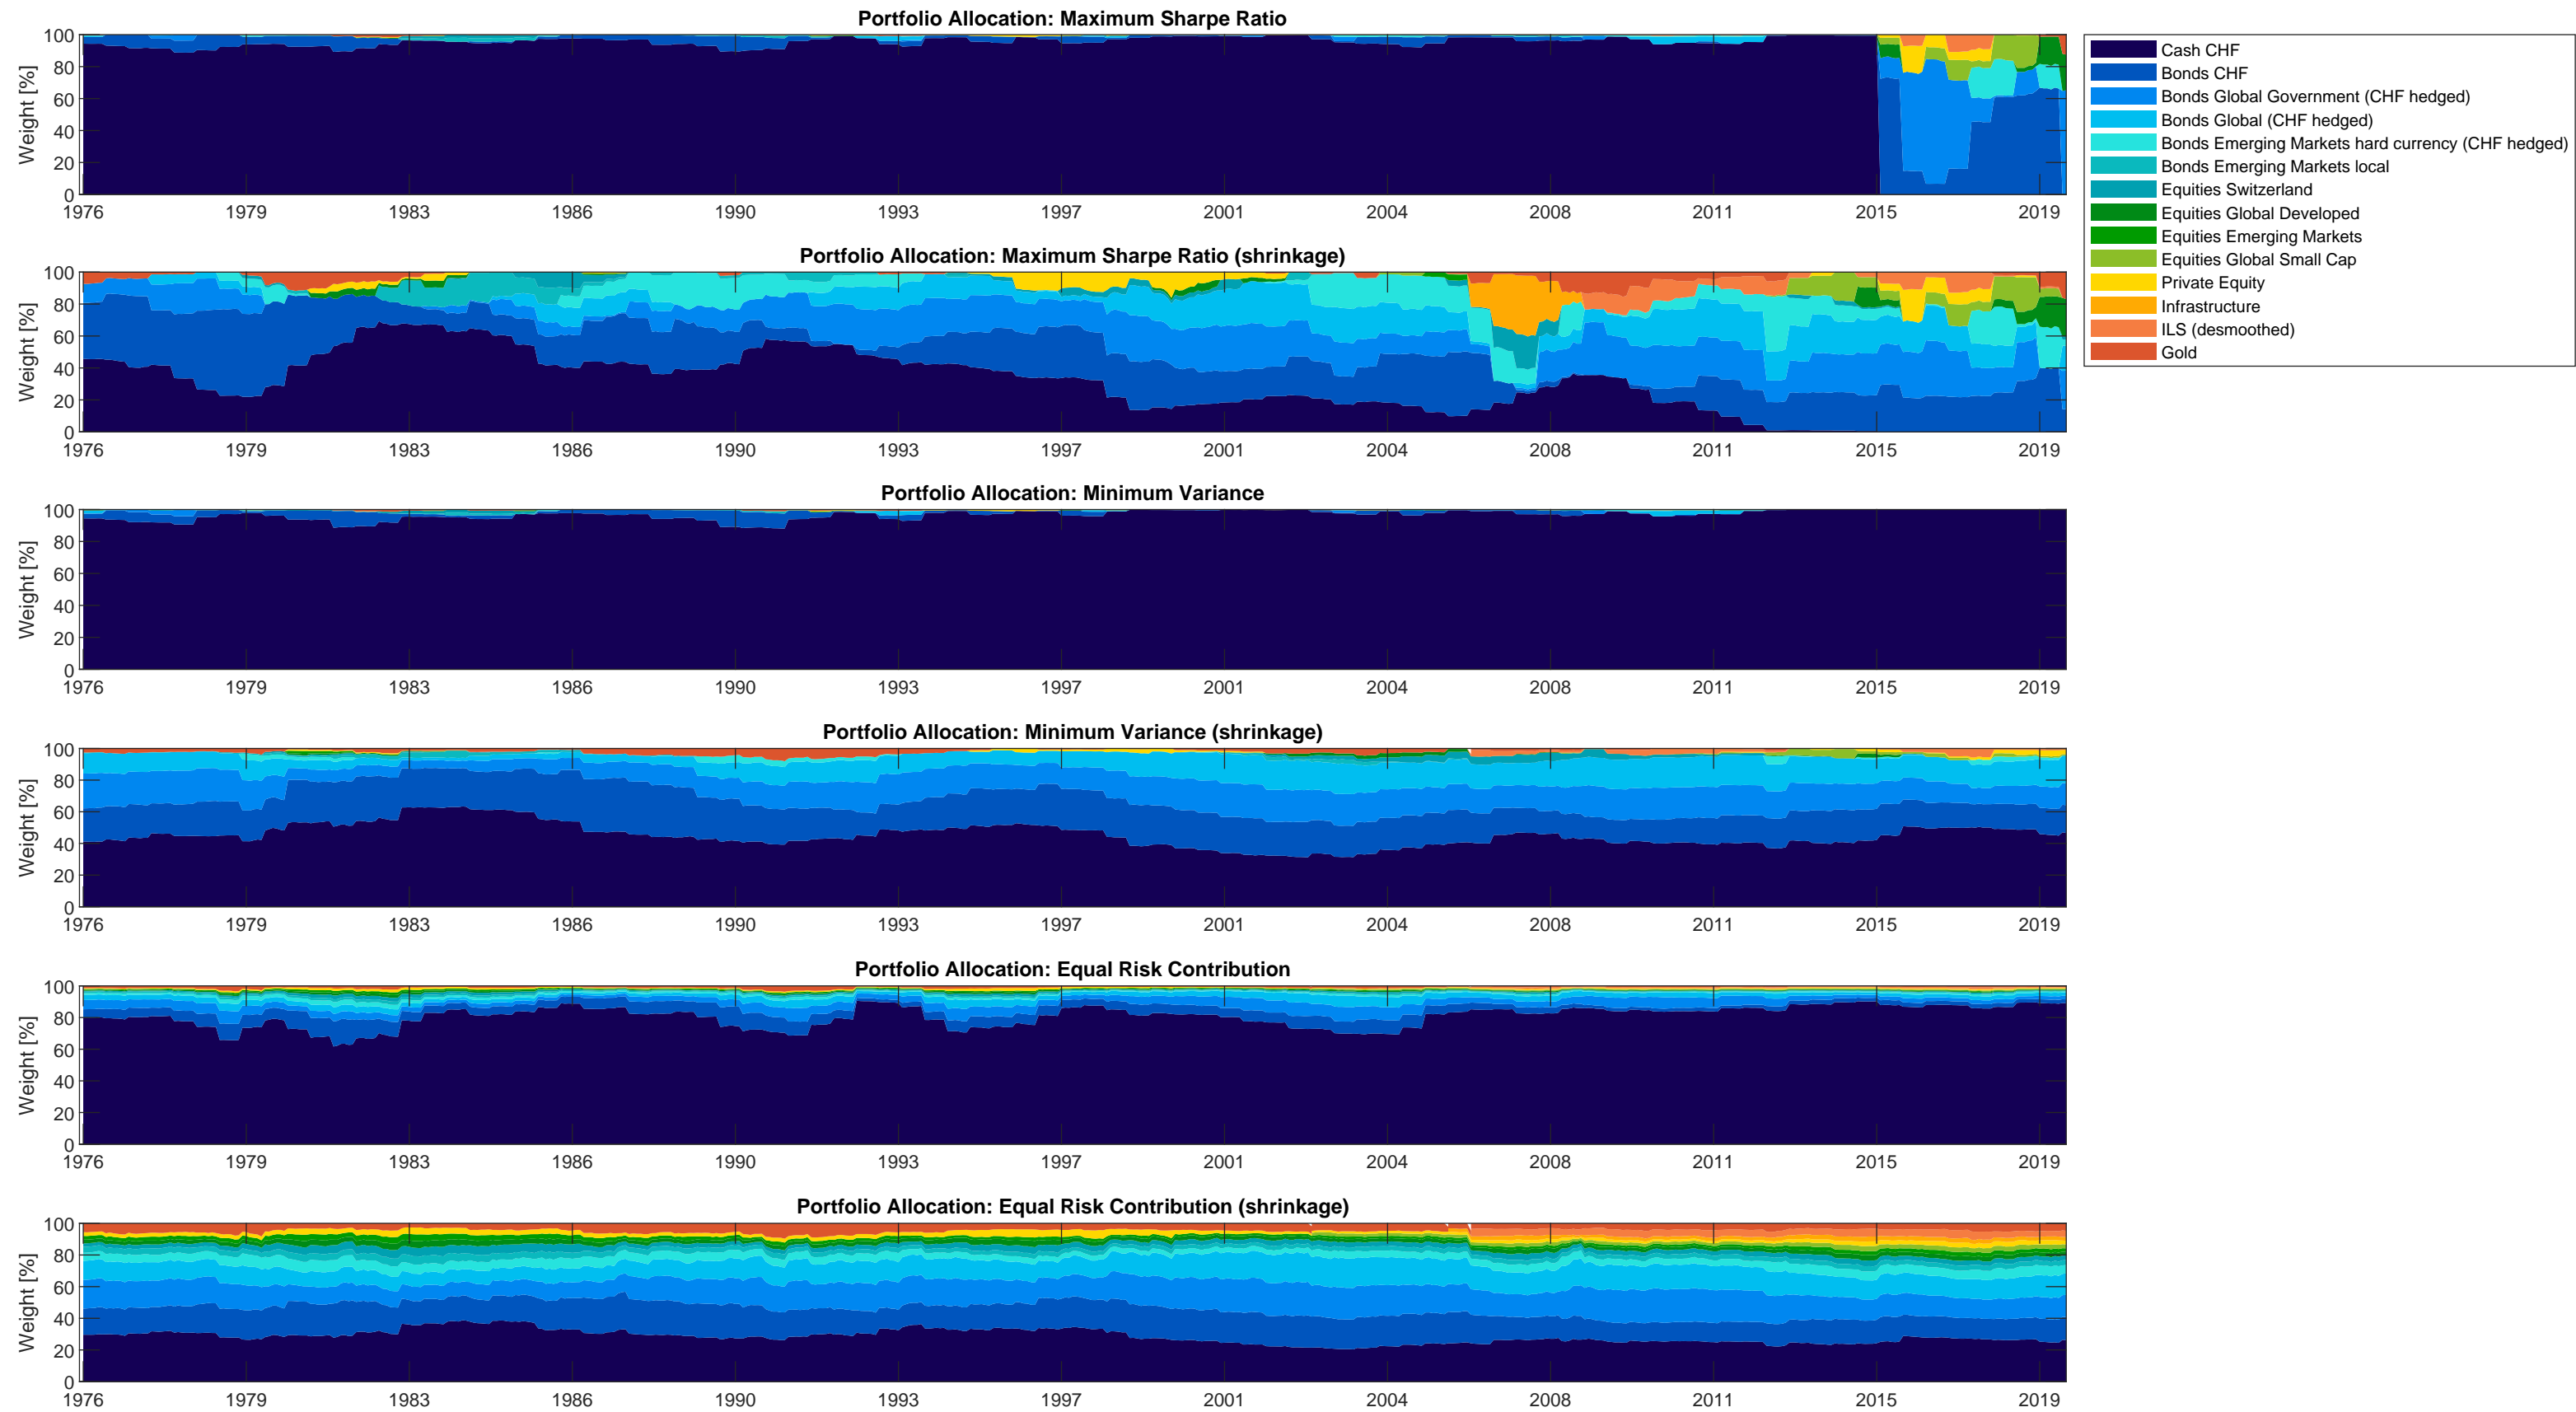 Portfolio Allocation: Maximum Sharpe Ratio
Weight [%]
100
80
60
40
20
0
1976 1979 1983 1986 1990 1993 1997 2001 2004 2008 2011 2015 2019
Cash CHF
Bonds CHF
Bonds Global Government (CHF hedged)
Bonds Global (CHF hedged)
Bonds Emerging Markets hard currency (CHF hedged)
Bonds Emerging Markets local
Equities Switzerland
Equities Global Developed
Equities Emerging Markets
Equities Global Small Cap
Private Equity
Infrastructure
ILS (desmoothed)
Gold
Portfolio Allocation: Maximum Sharpe Ratio (shrinkage)
Weight [%]
100
80
60
40
20
0
1976 1979 1983 1986 1990 1993 1997 2001 2004 2008 2011 2015 2019
Portfolio Allocation: Minimum Variance
Weight [%]
100
80
60
40
20
0
1976 1979 1983 1986 1990 1993 1997 2001 2004 2008 2011 2015 2019
Portfolio Allocation: Minimum Variance (shrinkage)
Weight [%]
100
80
60
40
20
0
1976 1979 1983 1986 1990 1993 1997 2001 2004 2008 2011 2015 2019
Portfolio Allocation: Equal Risk Contribution
Weight [%]
100
80
60
40
20
0
1976 1979 1983 1986 1990 1993 1997 2001 2004 2008 2011 2015 2019
Portfolio Allocation: Equal Risk Contribution (shrinkage)
Weight [%]
100
80
60
40
20
0
1976 1979 1983 1986 1990 1993 1997 2001 2004 2008 2011 2015 2019